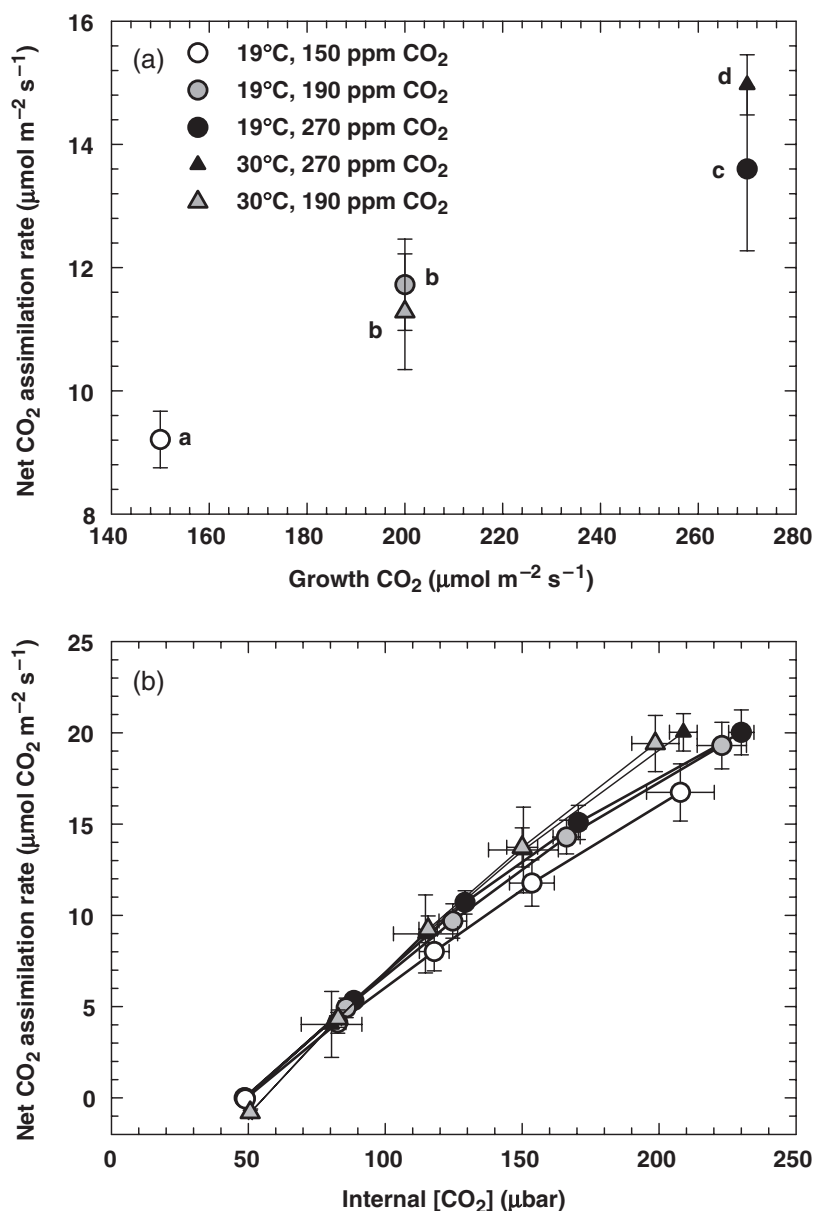 (a)
19°C, 150 ppm CO₂
19°C, 190 ppm CO₂
19°C, 270 ppm CO₂
30°C, 270 ppm CO₂
30°C, 190 ppm CO₂
Net CO₂ assimilation rate (μmol m⁻² s⁻¹)
16
14
12
10
8
a
b
b
c
d
140 160 180 200 220 240 260 280
Growth CO₂ (μmol m⁻² s⁻¹)
(b)
Net CO₂ assimilation rate (μmol CO₂ m⁻² s⁻¹)
25
20
15
10
5
0
0 50 100 150 200 250
Internal [CO₂] (μbar)